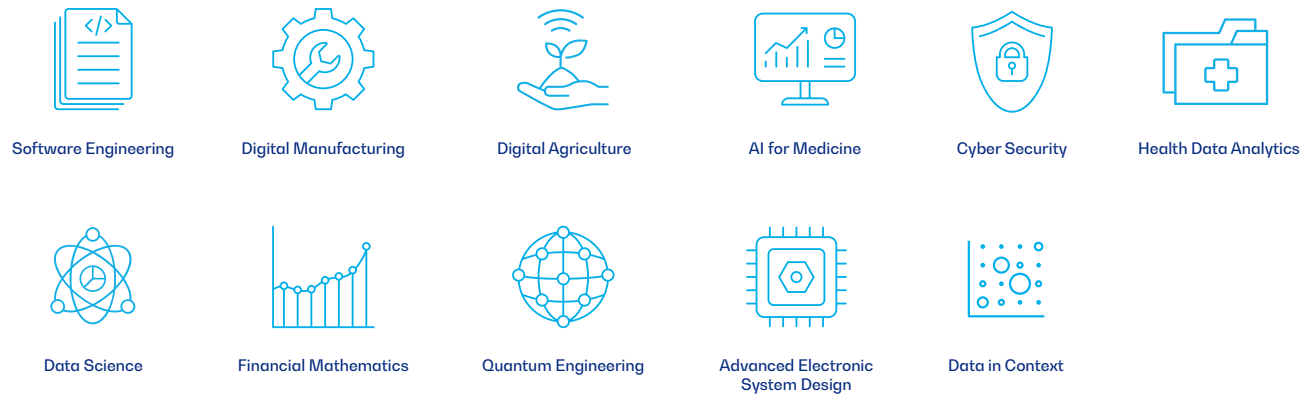 </>
Software Engineering
Digital Manufacturing
Digital Agriculture
AI for Medicine
Cyber Security
Health Data Analytics
Data Science
Financial Mathematics
Quantum Engineering
Advanced Electronic
System Design
Data in Context